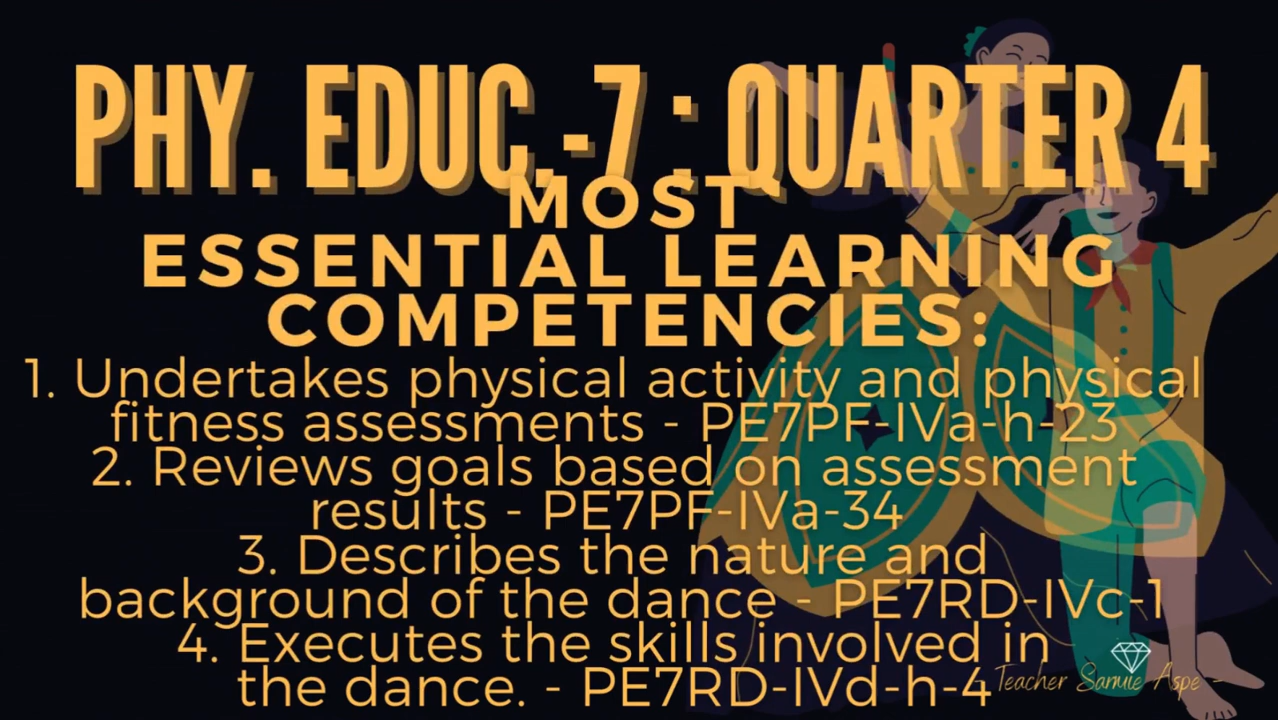 PHY. EDUC.-7 : QUARTER 4
MOST
ESSENTIAL LEARNING
COMPETENCIES:
1. Undertakes physical activity and physical
fitness assessments - PE7PF-IVa-h-23
2. Reviews goals based on assessment
results - PE7PF-IVa-34
3. Describes the nature and
background of the dance - PE7RD-IVc-1
4. Executes the skills involved in
the dance. - PE7RD-IVd-h-4
- Teacher Samie Aspe -